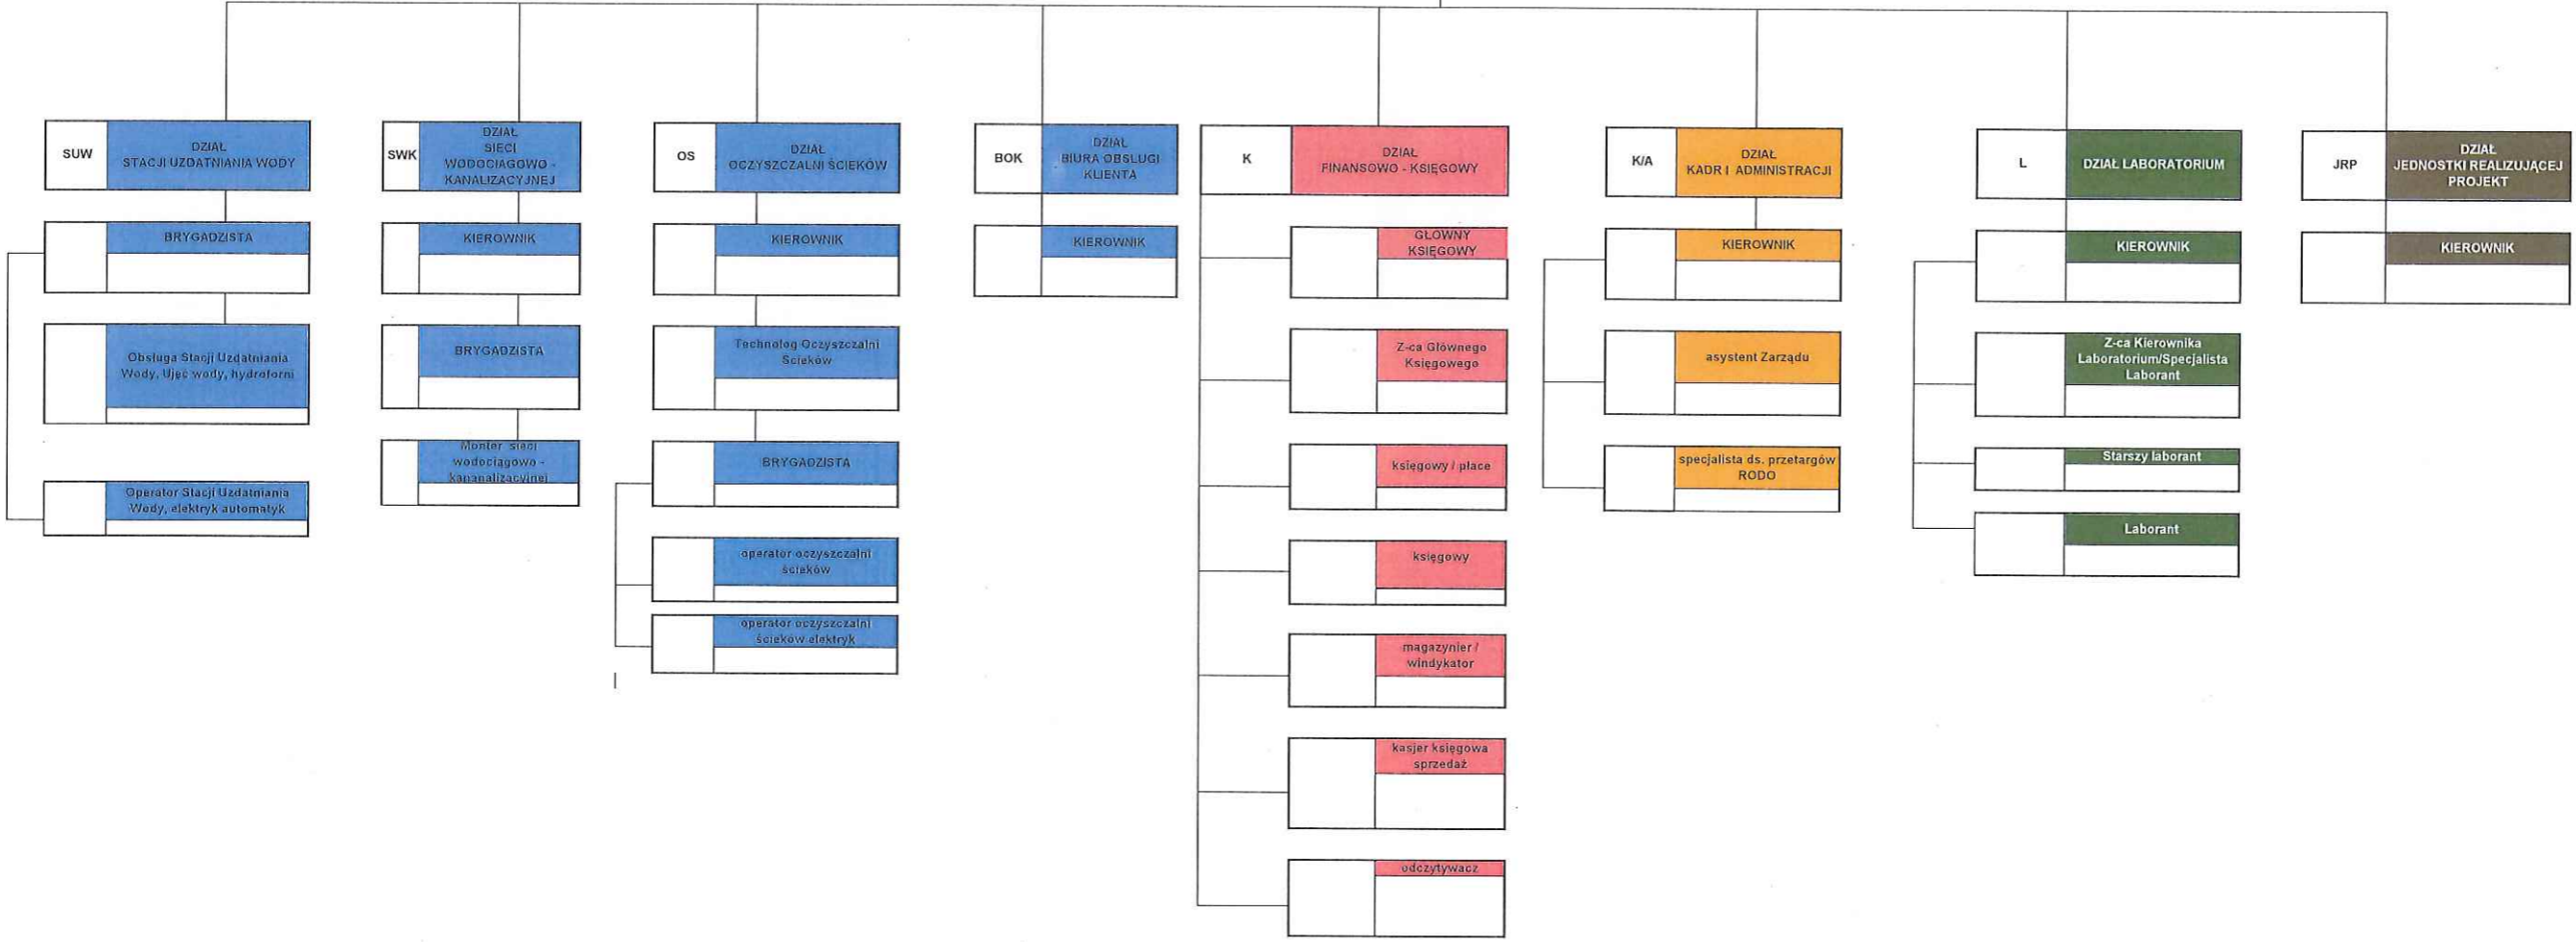 SUW
DZIAŁ
STACJI UZDATNIANIA WODY
BRYGADZISTA
Obsługa Stacji Uzdatniania
Wody, Ujęć wody, hydroforni
Operator Stacji Uzdatniania
Wody, elektryk automatyk
SWK
DZIAŁ
SIECI
WODOCIĄGOWO -
KANALIZACYJNEJ
KIEROWNIK
BRYGADZISTA
Monter sieci
wodociągowo -
kananalizacyjnej
OS
DZIAŁ
OCZYSZCZALNI ŚCIEKÓW
KIEROWNIK
Technolog Oczyszczalni
Ścieków
BRYGADZISTA
operator oczyszczalni
ścieków
operator oczyszczalni
ścieków elektryk
BOK
DZIAŁ
BIURA OBSŁUGI
KLIENTA
KIEROWNIK
K
DZIAŁ
FINANSOWO - KSIĘGOWY
GŁÓWNY
KSIĘGOWY
Z-ca Głównego
Księgowego
księgowy / płace
księgowy
magazynier /
windykator
kasjer księgowa
sprzedaż
odczytywacz
K/A
DZIAŁ
KADR I ADMINISTRACJI
KIEROWNIK
asystent Zarządu
specjalista ds. przetargów
RODO
L
DZIAŁ LABORATORIUM
KIEROWNIK
Z-ca Kierownika
Laboratorium/Specjalista
Laborant
Starszy laborant
Laborant
JRP
DZIAŁ
JEDNOSTKI REALIZUJĄCEJ
PROJEKT
KIEROWNIK